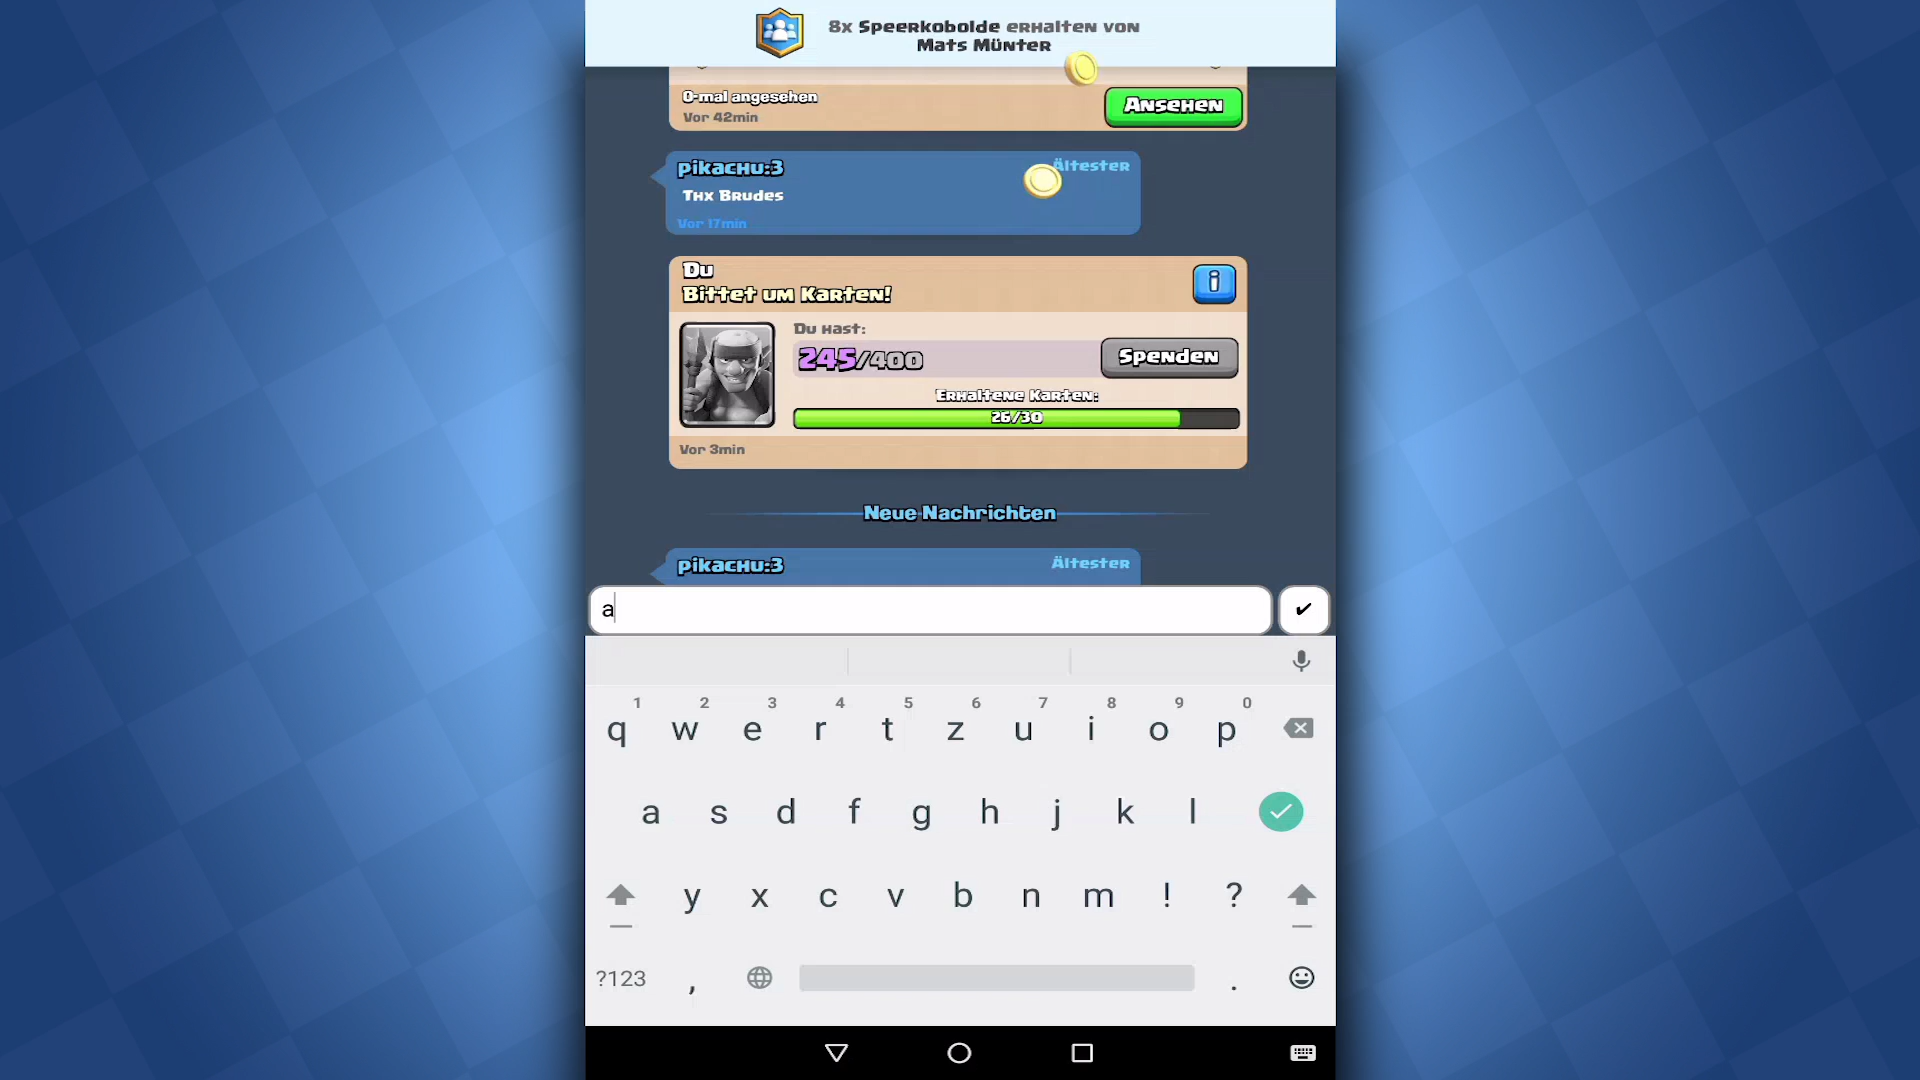 8x Speerkobolde erhalten von
Mats Münter
0-mal angesehen
Vor 42min
Ansehen
pikachu:3
Ältester
Thx Brudes
Vor 17min
Du
Bittet um Karten!
i
Du hast:
245/400
Spenden
Erhaltene Karten:
26/30
Vor 3min
Neue Nachrichten
pikachu:3
Ältester
a
✔
1 2 3 4 5 6 7 8 9 0
q w e r t z u i o p
a s d f g h j k l
y x c v b n m ! ?
?123 , .